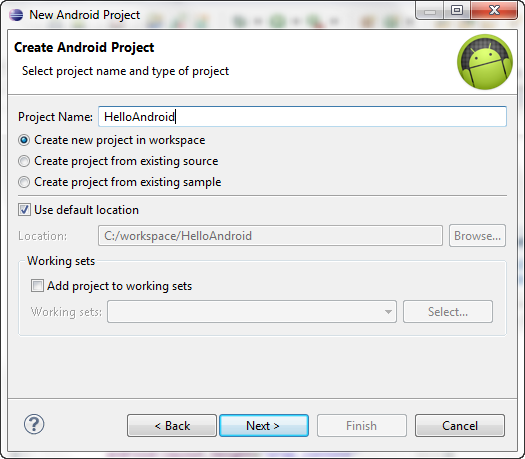 New Android Project
Create Android Project
Select project name and type of project
Project Name: HelloAndroid
Create new project in workspace
Create project from existing source
Create project from existing sample
Use default location
Location: C:/workspace/HelloAndroid Browse...
Working sets
Add project to working sets
Working sets: Select...
? < Back Next > Finish Cancel